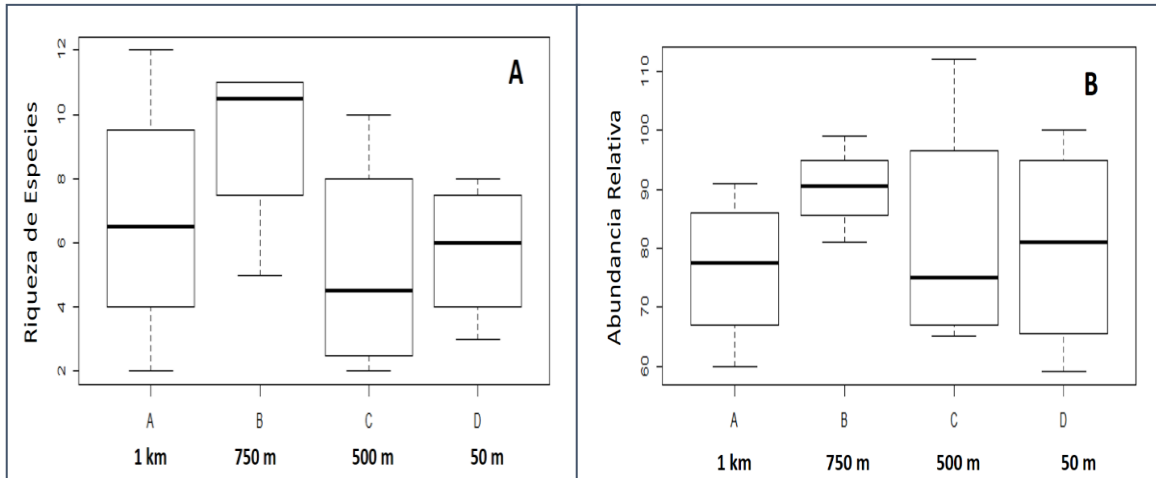 A
Riqueza de Especies
12
10
8
6
4
2
A B C D
1 km 750 m 500 m 50 m
B
Abundancia Relativa
110
100
90
80
70
60
A B C D
1 km 750 m 500 m 50 m